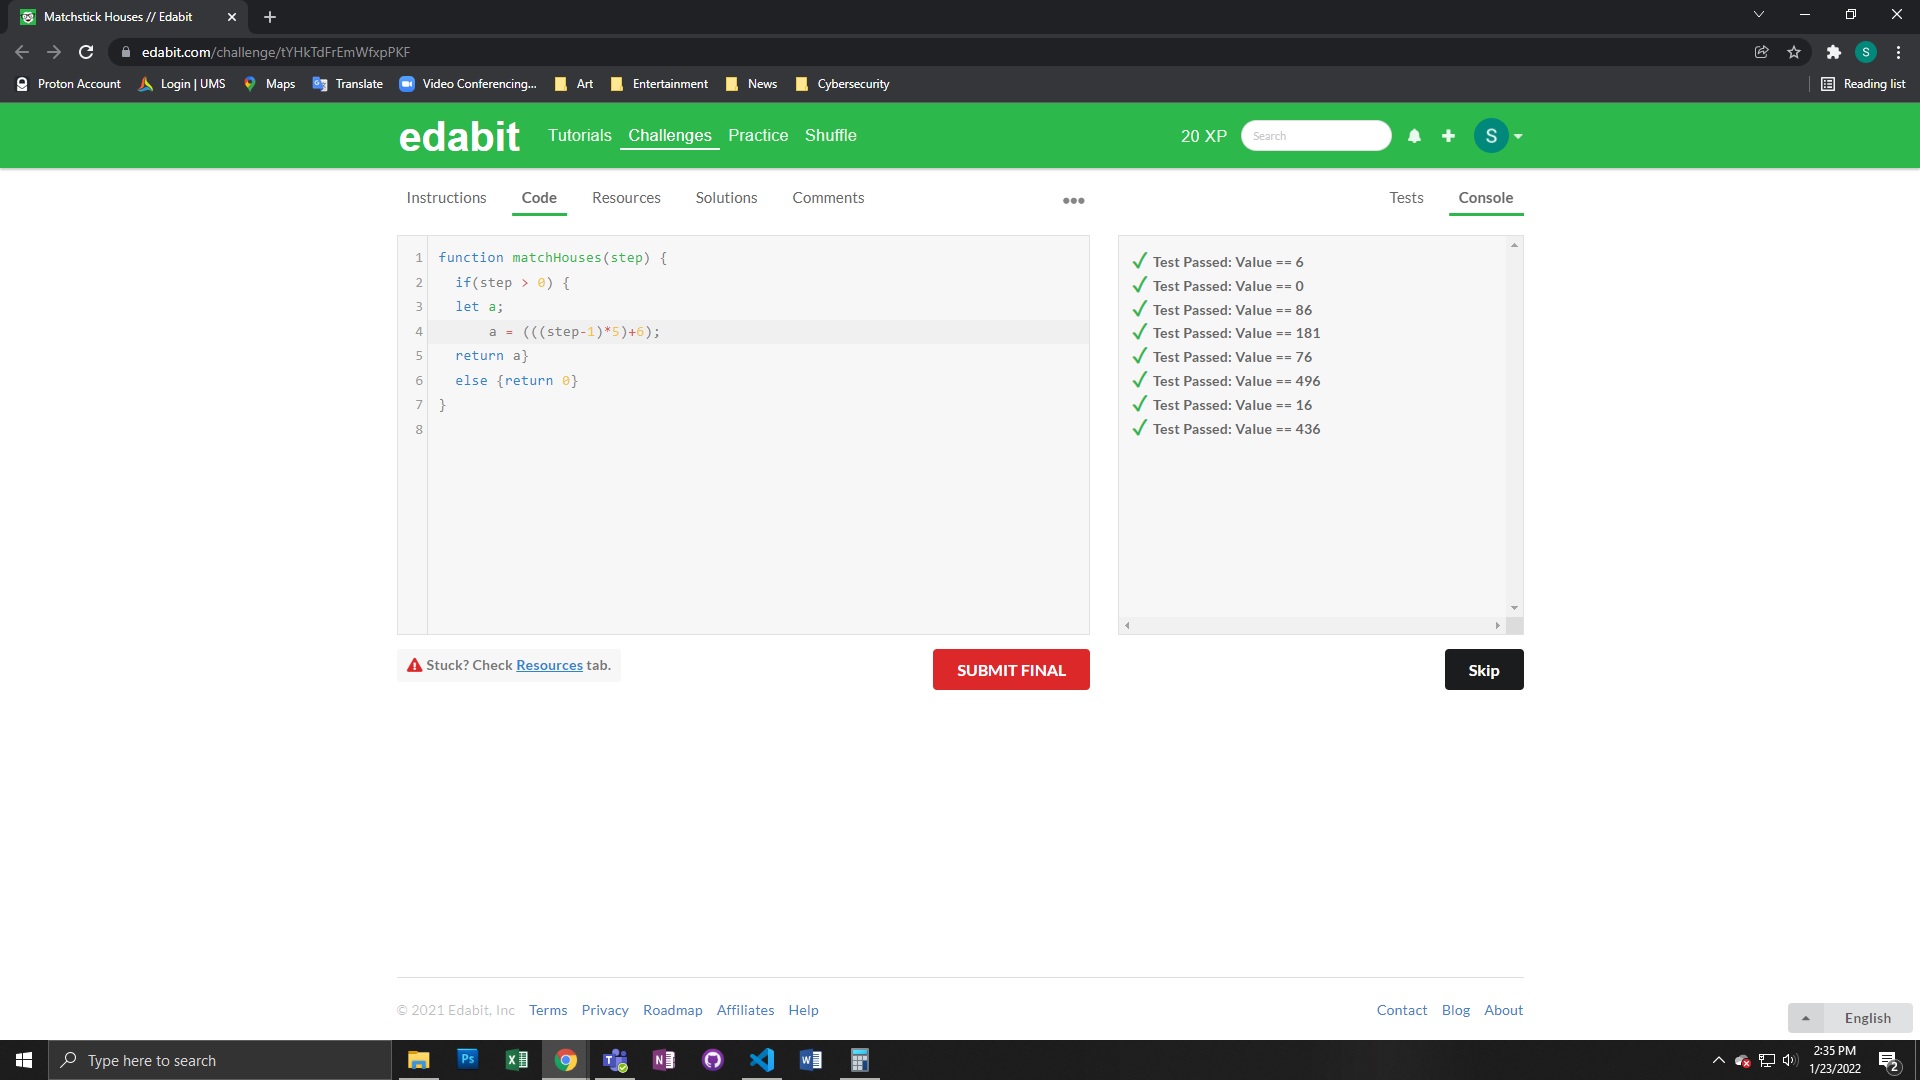 Matchstick Houses // Edabit
edabit.com/challenge/tYHkTdFrEmWfxpPKF
S
Proton Account Login | UMS Maps Translate Video Conferencing... Art Entertainment News Cybersecurity Reading list
edabit Tutorials Challenges Practice Shuffle 20 XP Search S
Instructions Code Resources Solutions Comments ••• Tests Console
1 function matchHouses(step) {
2 if(step > 0) {
3 let a;
4 a = (((step-1)*5)+6);
5 return a}
6 else {return 0}
7 }
8
Test Passed: Value == 6
Test Passed: Value == 0
Test Passed: Value == 86
Test Passed: Value == 181
Test Passed: Value == 76
Test Passed: Value == 496
Test Passed: Value == 16
Test Passed: Value == 436
Stuck? Check Resources tab. SUBMIT FINAL Skip
© 2021 Edabit, Inc Terms Privacy Roadmap Affiliates Help Contact Blog About
English
Type here to search
Ps
2:35 PM
1/23/2022
2